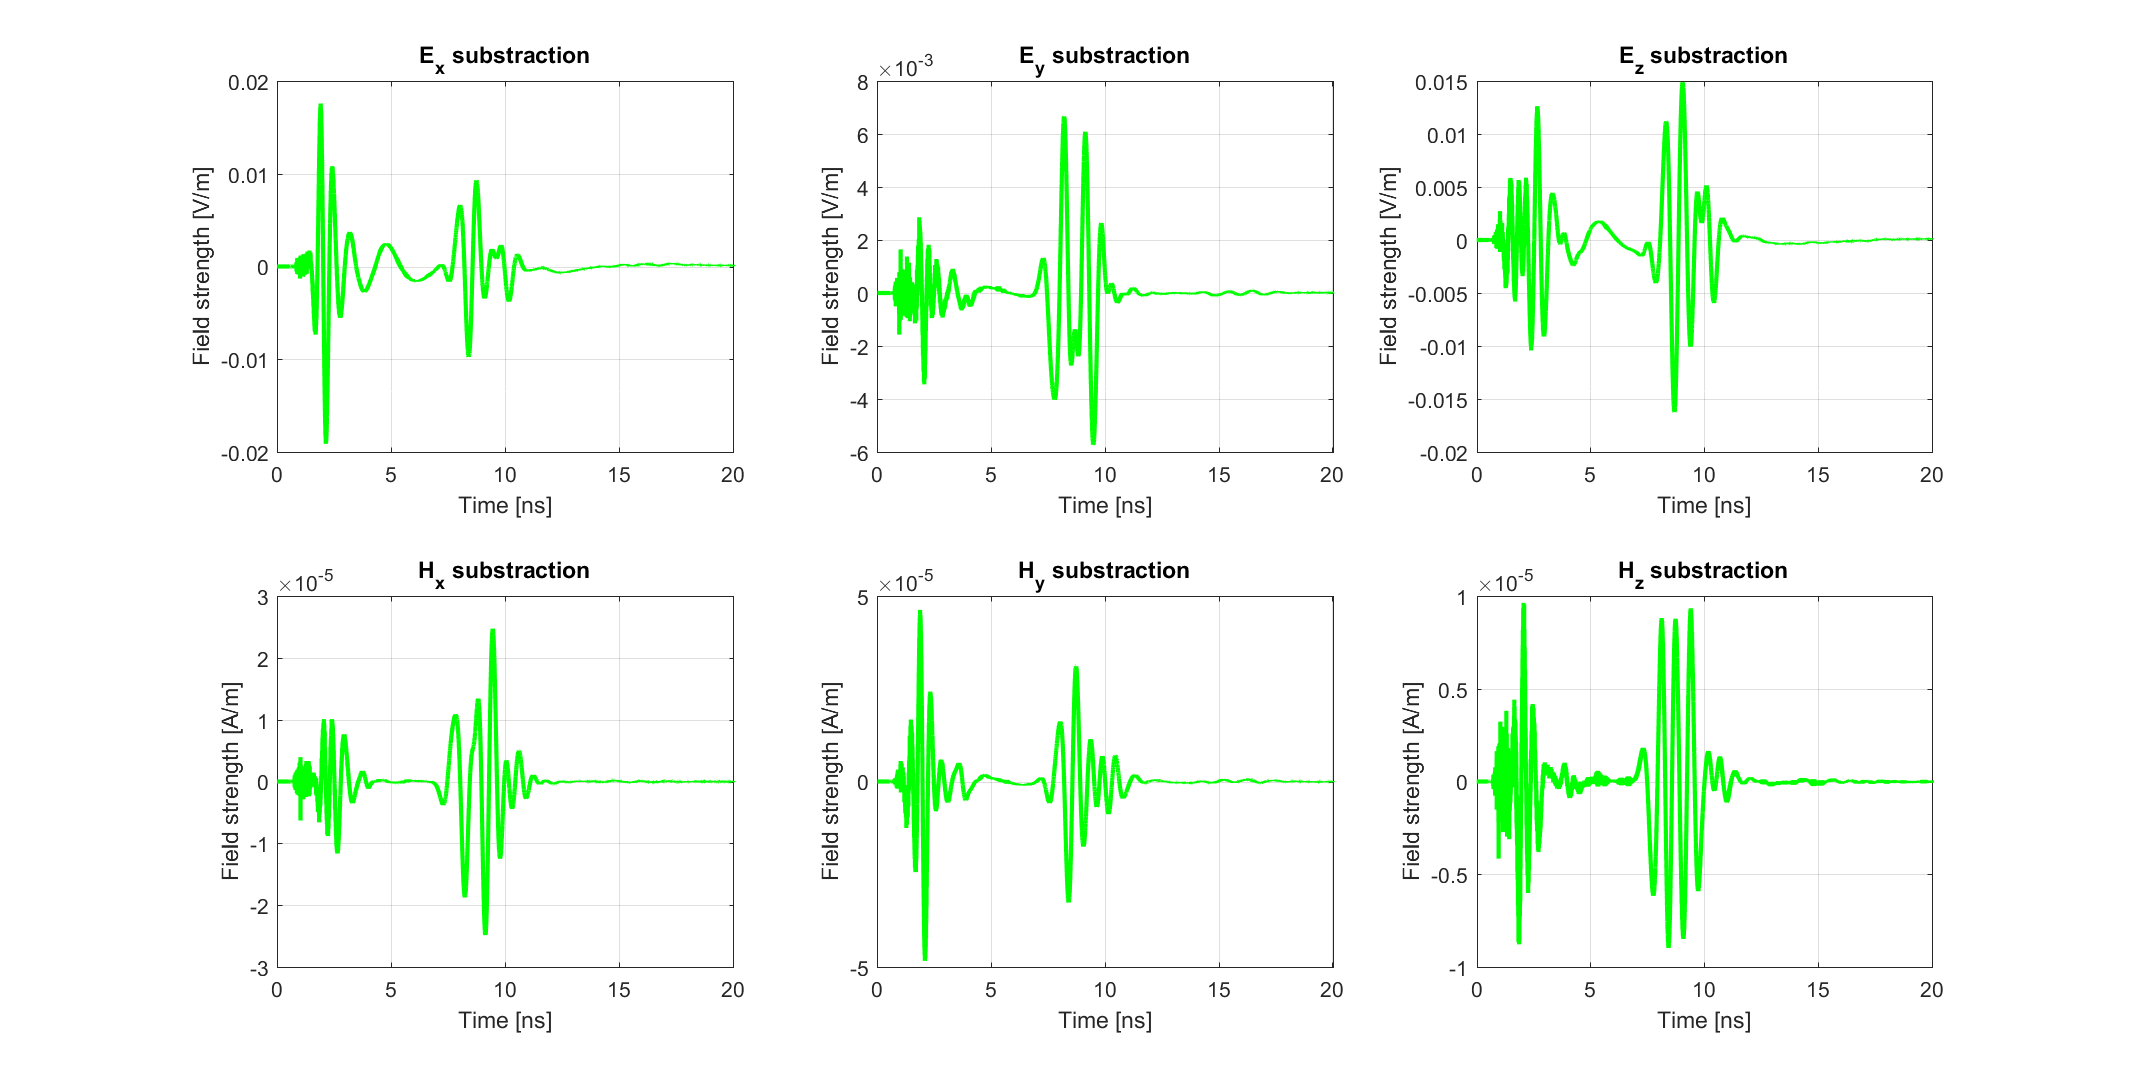 E_x substraction
0.02
0.01
0
-0.01
-0.02
0 5 10 15 20
Field strength [V/m]
Time [ns]
E_y substraction
×10^-3
8
6
4
2
0
-2
-4
-6
0 5 10 15 20
Field strength [V/m]
Time [ns]
E_z substraction
0.015
0.01
0.005
0
-0.005
-0.01
-0.015
-0.02
0 5 10 15 20
Field strength [V/m]
Time [ns]
H_x substraction
×10^-5
3
2
1
0
-1
-2
-3
0 5 10 15 20
Field strength [A/m]
Time [ns]
H_y substraction
×10^-5
5
0
-5
0 5 10 15 20
Field strength [A/m]
Time [ns]
H_z substraction
×10^-5
1
0.5
0
-0.5
-1
0 5 10 15 20
Field strength [A/m]
Time [ns]